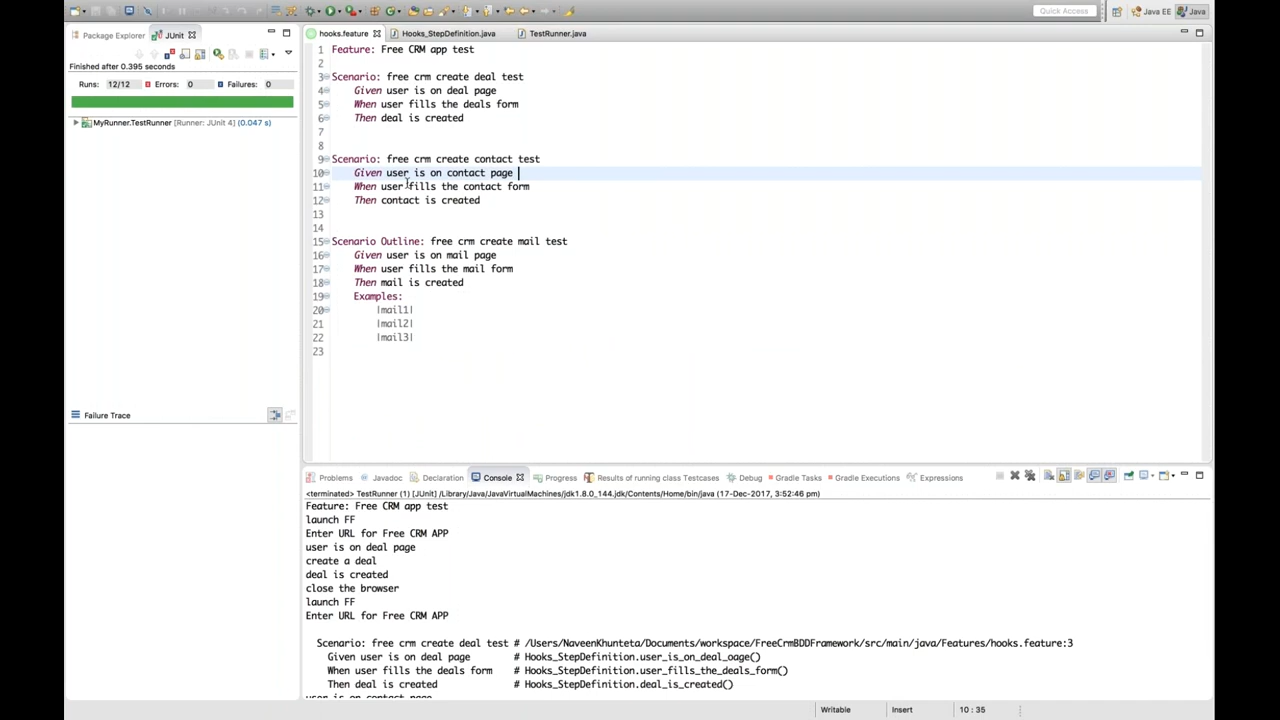 Quick Access
Java EE
Java
Package Explorer
JUnit
hooks.feature
Hooks_StepDefinition.java
TestRunner.java
Finished after 0.395 seconds
Runs: 12/12
Errors: 0
Failures: 0
MyRunner.TestRunner [Runner: JUnit 4] (0.047 s)
Failure Trace
1 Feature: Free CRM app test
2
3 Scenario: free crm create deal test
4 Given user is on deal page
5 When user fills the deals form
6 Then deal is created
7
8
9 Scenario: free crm create contact test
10 Given user is on contact page
11 When user fills the contact form
12 Then contact is created
13
14
15 Scenario Outline: free crm create mail test
16 Given user is on mail page
17 When user fills the mail form
18 Then mail is created
19 Examples:
20 |mail1|
21 |mail2|
22 |mail3|
23
Problems
Javadoc
Declaration
Console
Progress
Results of running class Testcases
Debug
Gradle Tasks
Gradle Executions
Expressions
<terminated> TestRunner (1) [JUnit] /Library/Java/JavaVirtualMachines/jdk1.8.0_144.jdk/Contents/Home/bin/java (17-Dec-2017, 3:52:46 pm)
Feature: Free CRM app test
launch FF
Enter URL for Free CRM APP
user is on deal page
create a deal
deal is created
close the browser
launch FF
Enter URL for Free CRM APP
Scenario: free crm create deal test # /Users/NaveenKhunteta/Documents/workspace/FreeCrmBDDFramework/src/main/java/Features/hooks.feature:3
Given user is on deal page # Hooks_StepDefinition.user_is_on_deal_oage()
When user fills the deals form # Hooks_StepDefinition.user_fills_the_deals_form()
Then deal is created # Hooks_StepDefinition.deal_is_created()
user is on contact page
Writable
Insert
10 : 35